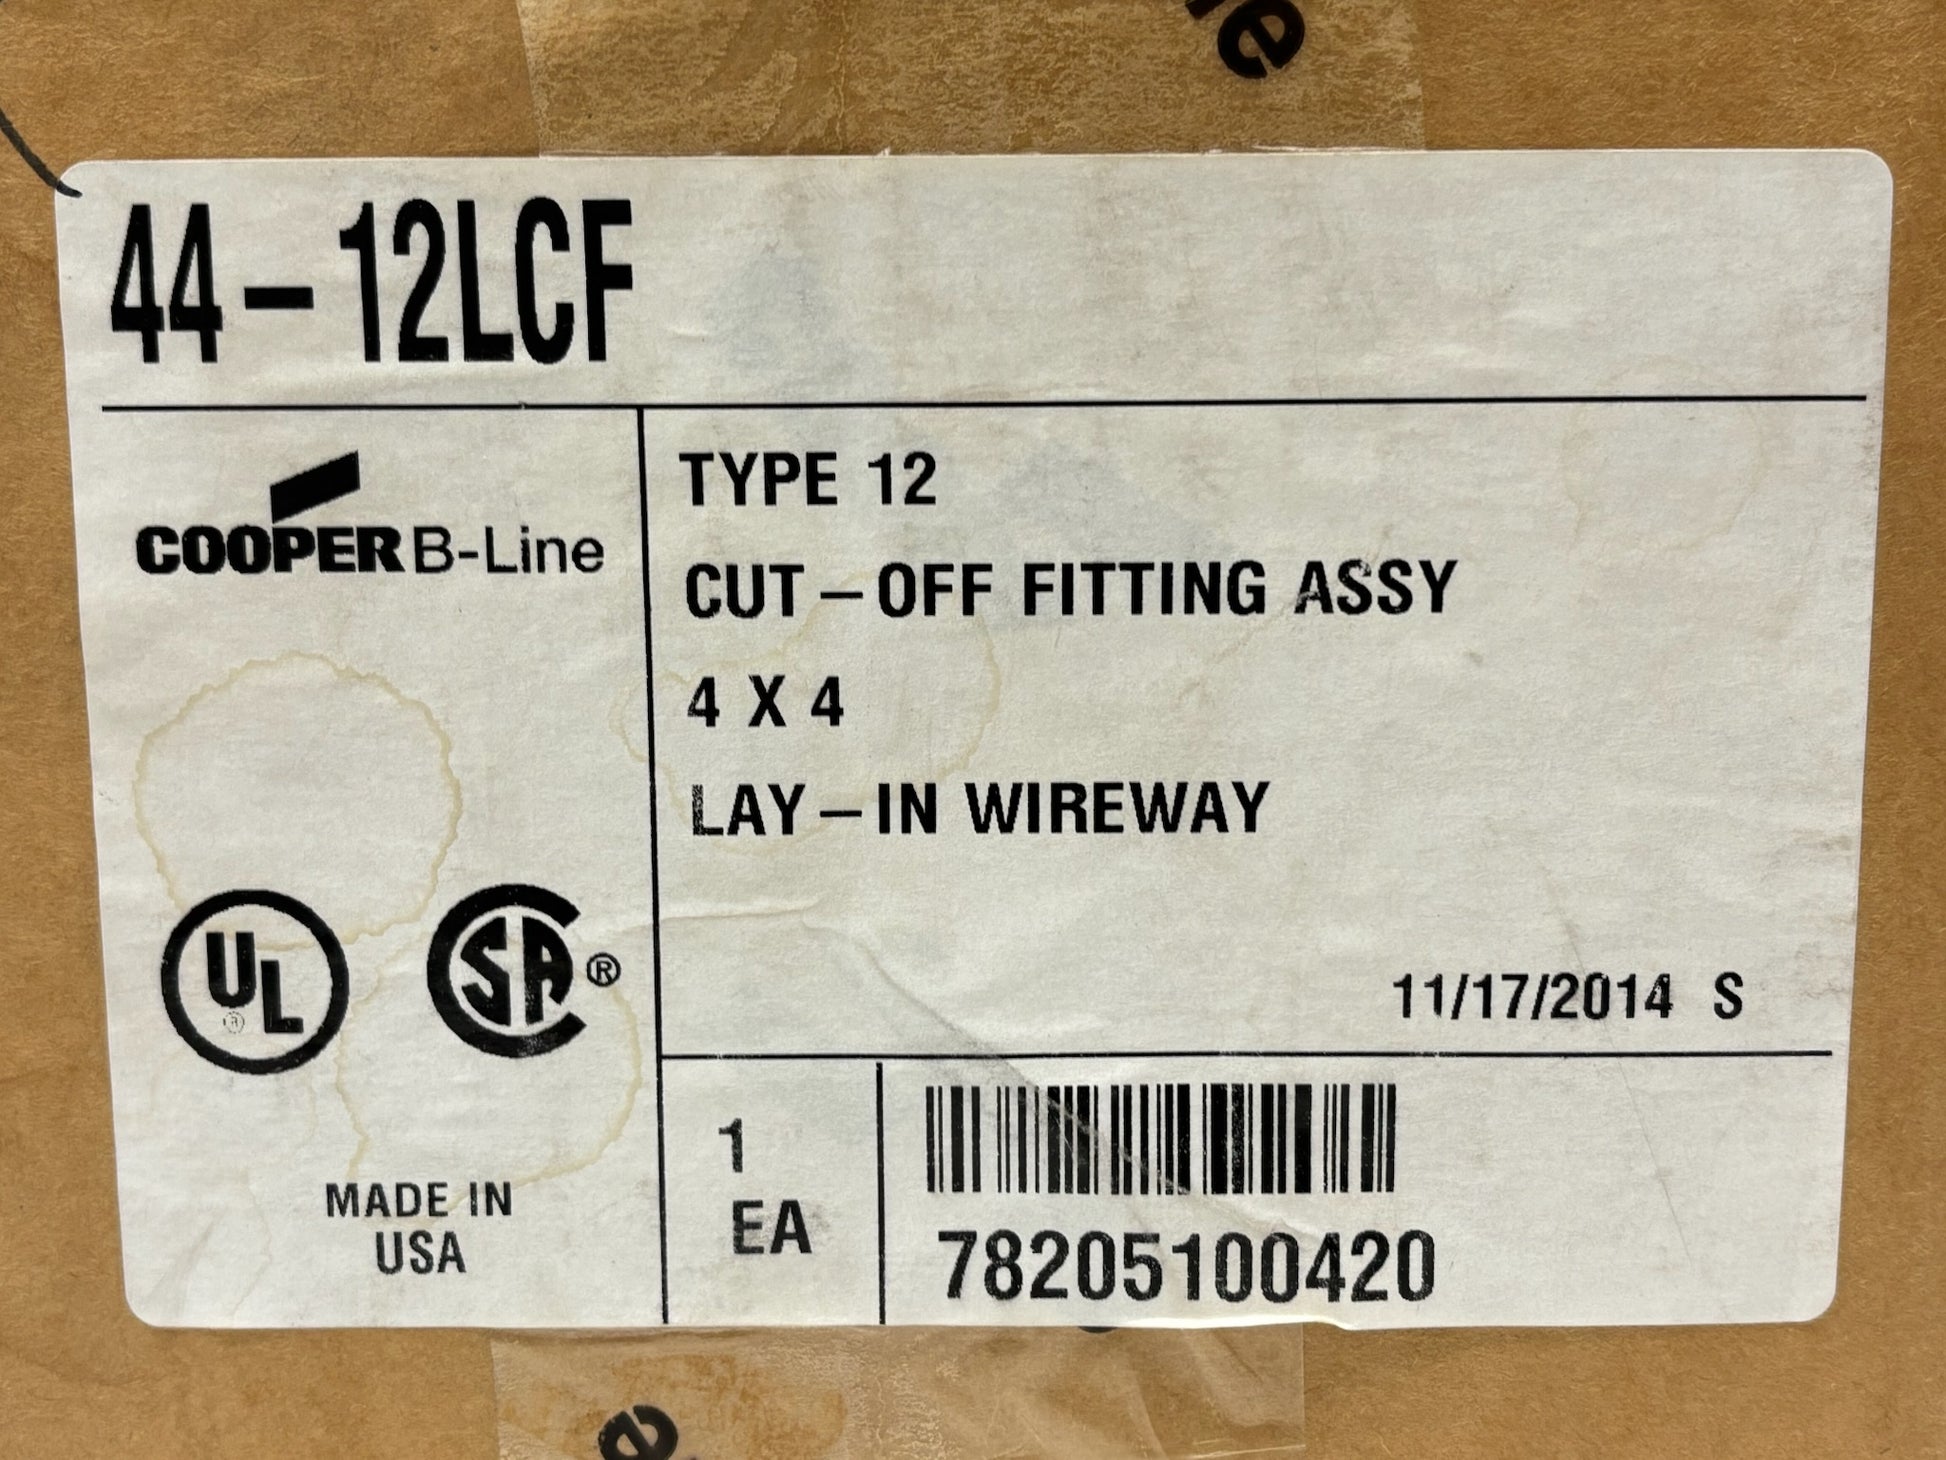 44-12LCF
COOPER B-Line
TYPE 12
CUT-OFF FITTING ASSY
4 X 4
LAY-IN WIREWAY
11/17/2014 S
UL ®
CSA ®
MADE IN
USA
1
EA
78205100420